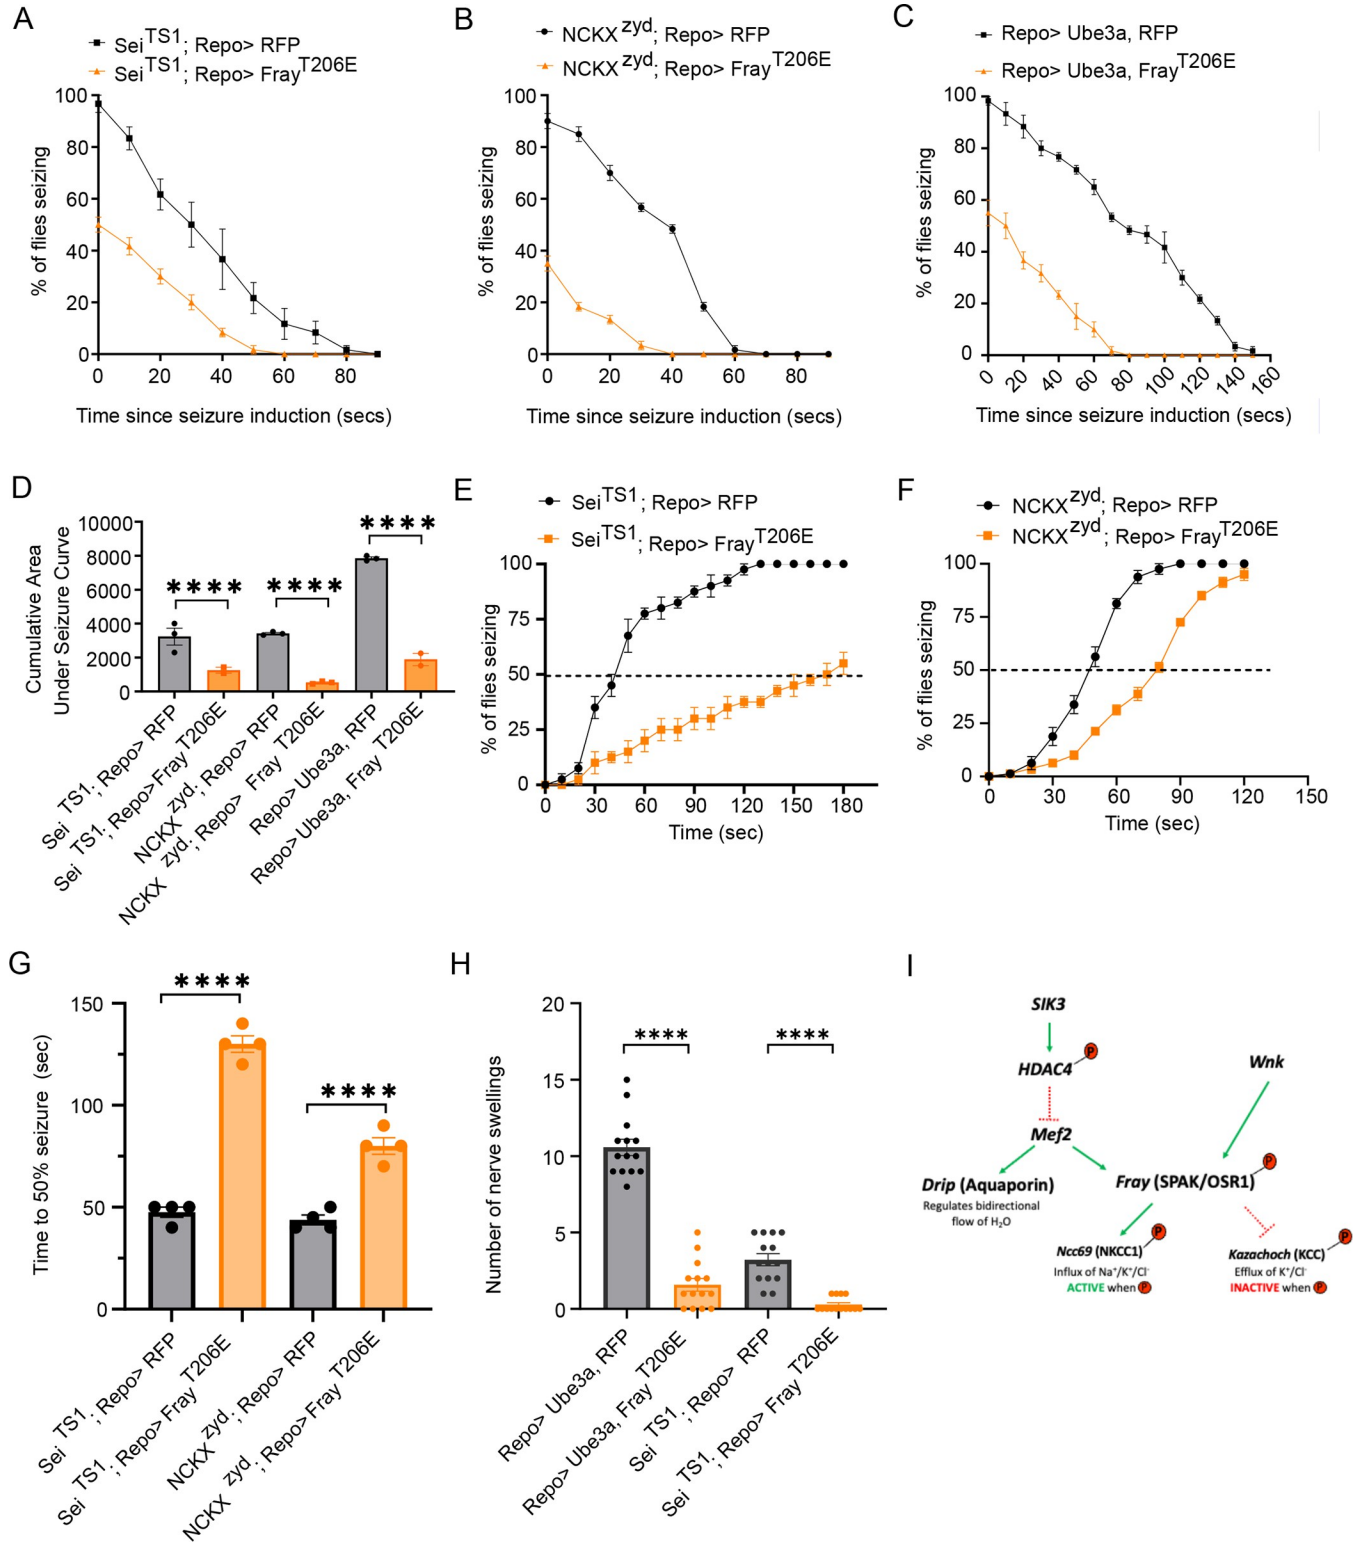 A
Sei TS1; Repo> RFP
Sei TS1; Repo> Fray T206E
% of flies seizing
100
80
60
40
20
0
0 20 40 60 80
Time since seizure induction (secs)
B
NCKX zyd; Repo> RFP
NCKX zyd; Repo> Fray T206E
% of flies seizing
100
80
60
40
20
0
0 20 40 60 80
Time since seizure induction (secs)
C
Repo> Ube3a, RFP
Repo> Ube3a, Fray T206E
% of flies seizing
100
80
60
40
20
0
0 20 40 60 80 100 120 140 160
Time since seizure induction (secs)
D
Cumulative Area
Under Seizure Curve
10000
8000
6000
4000
2000
0
**** **** ****
Sei TS1; Repo> RFP
Sei TS1; Repo> Fray T206E
NCKX zyd; Repo> RFP
NCKX zyd; Repo> Fray T206E
Repo> Ube3a, RFP
Repo> Ube3a, Fray T206E
E
Sei TS1; Repo> RFP
Sei TS1; Repo> Fray T206E
% of flies seizing
100
75
50
25
0
0 30 60 90 120 150 180
Time (sec)
F
NCKX zyd; Repo> RFP
NCKX zyd; Repo> Fray T206E
% of flies seizing
100
75
50
25
0
0 30 60 90 120 150
Time (sec)
G
Time to 50% seizure (sec)
150
100
50
0
**** ****
Sei TS1; Repo> RFP
Sei TS1; Repo> Fray T206E
NCKX zyd; Repo> RFP
NCKX zyd; Repo> Fray T206E
H
Number of nerve swellings
20
15
10
5
0
**** ****
Repo> Ube3a, RFP
Repo> Ube3a, Fray T206E
Sei TS1; Repo> RFP
Sei TS1; Repo> Fray T206E
I
SIK3
P
HDAC4
Wnk
Mef2
P
Drip (Aquaporin)
Regulates bidirectional
flow of H2O
Fray (SPAK/OSR1)
P
Ncc69 (NKCC1)
Influx of Na+/K+/Cl-
ACTIVE when P
P
Kazachoch (KCC)
Efflux of K+/Cl-
INACTIVE when P